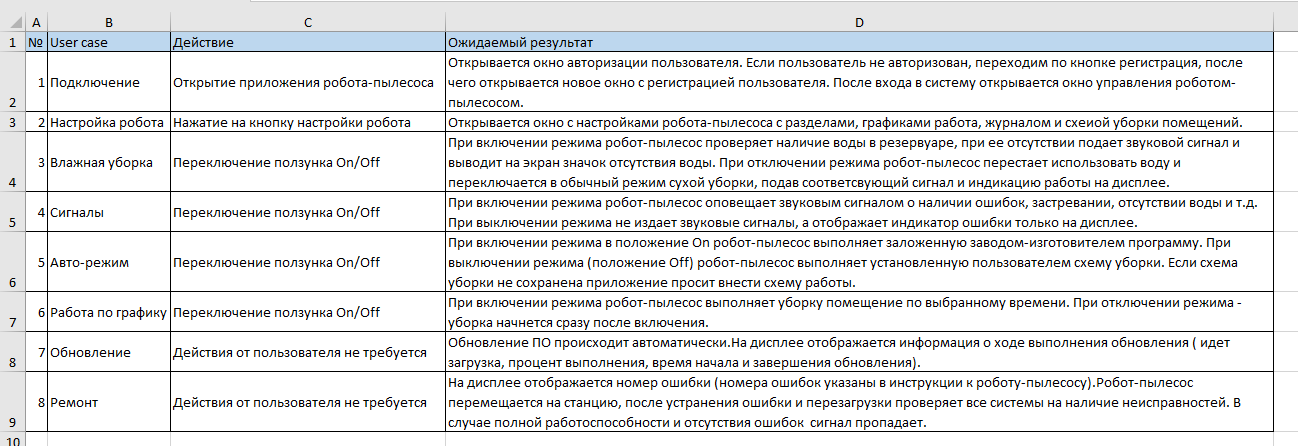 A B C D
1 № User case Действие Ожидаемый результат
Открывается окно авторизации пользователя. Если пользователь не авторизован, переходим по кнопке регистрация, после
1 Подключение Открытие приложения робота-пылесоса чего открывается новое окно с регистрацией пользователя. После входа в систему открывается окно управления роботом-
2 пылесосом.
3 2 Настройка робота Нажатие на кнопку настройки робота Открывается окно с настройками робота-пылесоса с разделами, графиками работа, журналом и схеиой уборки помещений.
При включении режима робот-пылесос проверяет наличие воды в резервуаре, при ее отсутствии подает звуковой сигнал и
3 Влажная уборка Переключение ползунка On/Off выводит на экран значок отсутствия воды. При отключении режима робот-пылесос перестает использовать воду и
4 переключается в обычный режим сухой уборки, подав соответсвующий сигнал и индикацию работы на дисплее.
4 Сигналы Переключение ползунка On/Off При включении режима робот-пылесос оповещает звуковым сигналом о наличии ошибок, застревании, отсутствии воды и т.д.
5 При выключении режима не издает звуковые сигналы, а отображает индикатор ошибки только на дисплее.
При включении режима в положение On робот-пылесос выполняет заложенную заводом-изготовителем программу. При
5 Авто-режим Переключение ползунка On/Off выключении режима (положение Off) робот-пылесос выполняет установленную пользователем схему уборки. Если схема
6 уборки не сохранена приложение просит внести схему работы.
6 Работа по графику Переключение ползунка On/Off При включении режима робот-пылесос выполняет уборку помещение по выбранному времени. При отключении режима -
7 уборка начнется сразу после включения.
7 Обновление Действия от пользователя не требуется Обновление ПО происходит автоматически.На дисплее отображается информация о ходе выполнения обновления ( идет
8 загрузка, процент выполнения, время начала и завершения обновления).
На дисплее отображается номер ошибки (номера ошибок указаны в инструкции к роботу-пылесосу).Робот-пылесос
8 Ремонт Действия от пользователя не требуется перемещается на станцию, после устранения ошибки и перезагрузки проверяет все системы на наличие неисправностей. В
9 случае полной работоспособности и отсутствия ошибок сигнал пропадает.
10